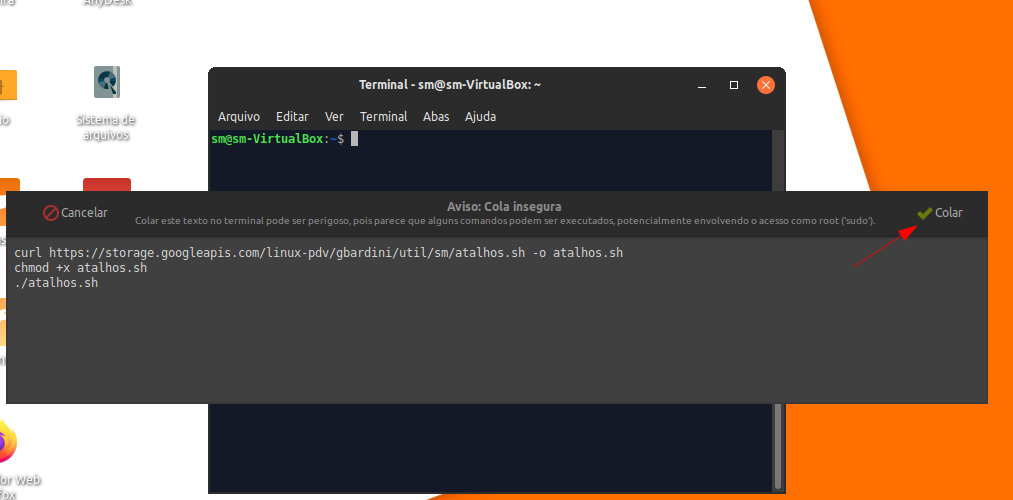 AnyDesk
Sistema de
arquivos
Terminal - sm@sm-VirtualBox: ~
Arquivo Editar Ver Terminal Abas Ajuda
sm@sm-VirtualBox:~$
Cancelar
Aviso: Cola insegura
Colar este texto no terminal pode ser perigoso, pois parece que alguns comandos podem ser executados, potencialmente envolvendo o acesso como root ('sudo').
Colar
curl https://storage.googleapis.com/linux-pdv/gbardini/util/sm/atalhos.sh -o atalhos.sh
chmod +x atalhos.sh
./atalhos.sh
Web